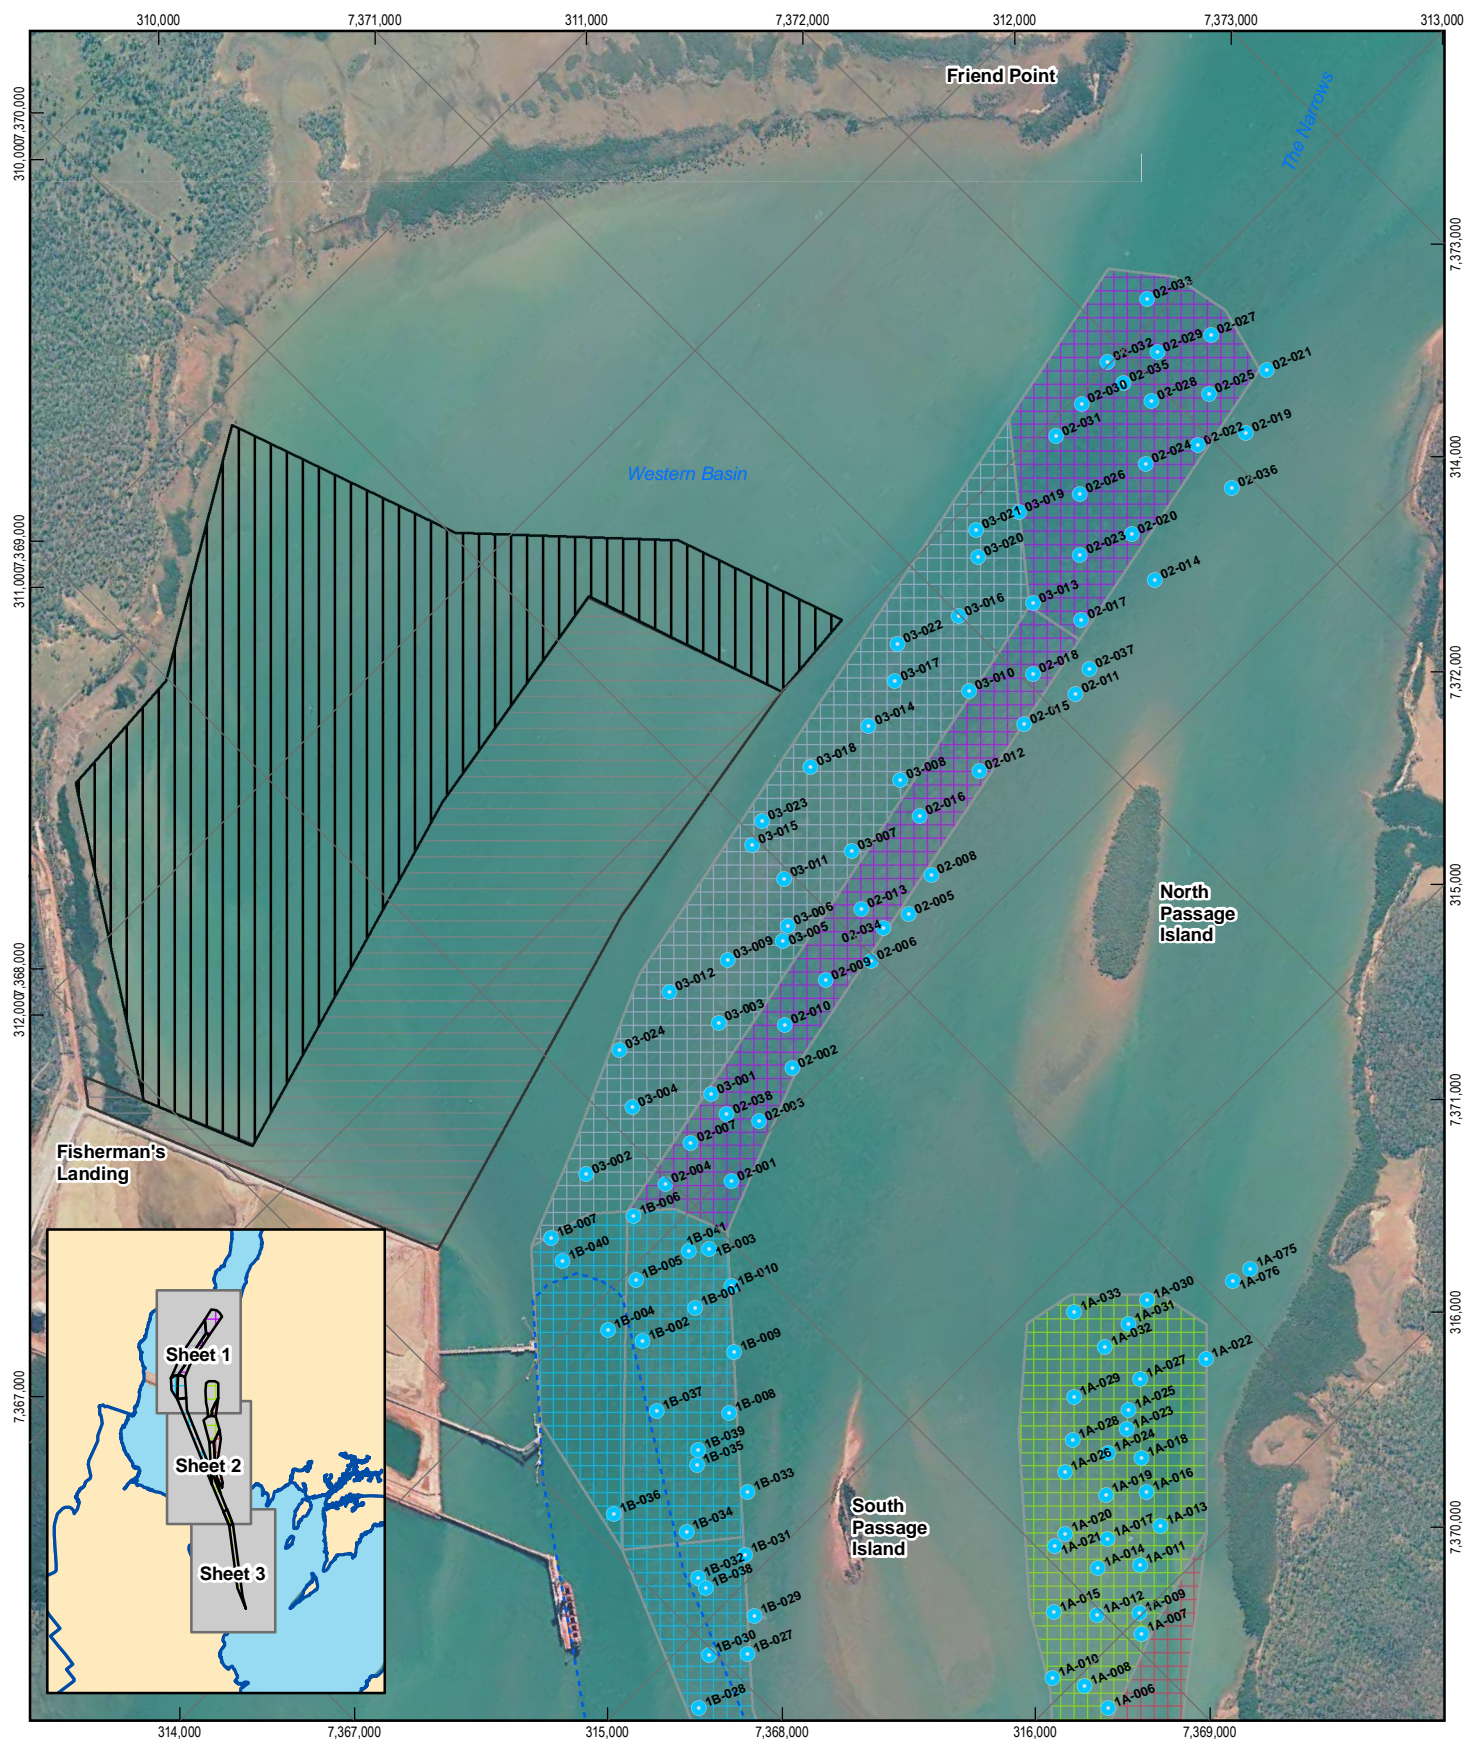 310,000
7,371,000
311,000
7,372,000
312,000
7,373,000
313,000
Friend Point
The Narrows
7,370,000
310,000
7,373,000
02-033
02-027
02-029
02-032
02-035
02-021
02-025
02-028
02-030
02-031
02-019
02-022
02-024
314,000
Western Basin
02-036
02-026
03-019
03-021
02-020
03-020
02-023
7,369,000
311,000
02-014
03-013
03-016
02-017
03-022
02-037
02-018
7,372,000
03-017
03-010
02-011
03-014
02-015
03-018
02-012
03-008
02-016
03-023
03-015
03-007
03-011
02-008
315,000
North
Passage
Island
02-013
02-005
03-006
02-034
03-005
03-009
02-006
02-009
7,368,000
312,000
03-012
03-003
02-010
03-024
02-002
03-001
03-004
02-038
02-003
7,371,000
02-007
Fisherman's
Landing
03-002
02-004
02-001
1B-006
1B-007
1B-041
1B-003
1B-040
1B-005
1B-010
1A-075
1A-076
1B-001
1A-030
1A-033
1A-031
316,000
1B-004
1B-002
1A-032
1B-009
1A-022
Sheet 1
1A-027
1A-029
7,367,000
1B-037
1B-008
1A-025
1A-023
1A-028
1B-039
1A-024
1B-035
1A-018
Sheet 2
1A-026
1B-033
1A-019
1A-016
1B-036
South
Passage
Island
1B-034
1A-013
7,370,000
1A-020
1A-017
1A-021
1B-031
1A-011
1A-014
Sheet 3
1B-032
1B-038
1A-015
1A-012
1A-009
1B-029
1A-007
1B-030
1B-027
1A-010
1A-008
1B-028
1A-006
314,000
7,367,000
315,000
7,368,000
316,000
7,369,000